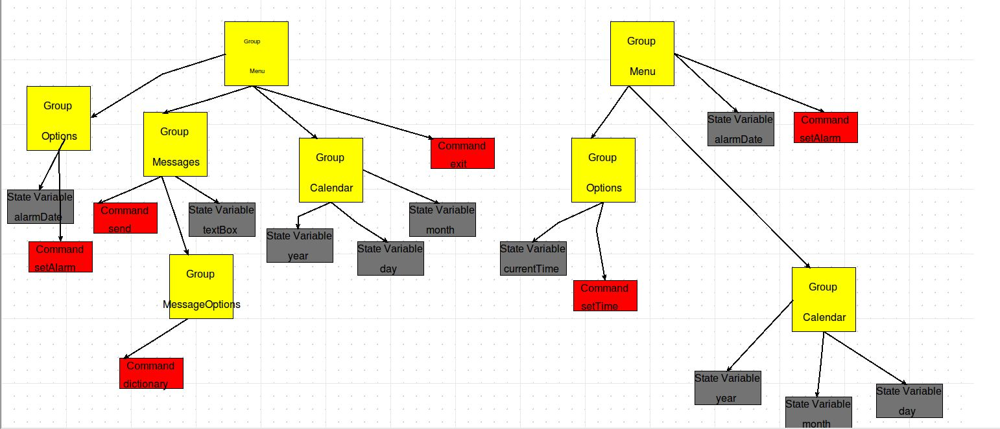 Group
Menu
Group
Menu
Group
Options
Group
Messages
State Variable
alarmDate
Command
setAlarm
Group
Calendar
Command
exit
Group
Options
State Variable
alarmDate
Command
send
State Variable
textBox
State Variable
month
State Variable
year
State Variable
day
State Variable
currentTime
Command
setAlarm
Group
MessageOptions
Command
setTime
Group
Calendar
Command
dictionary
State Variable
year
State Variable
month
State Variable
day